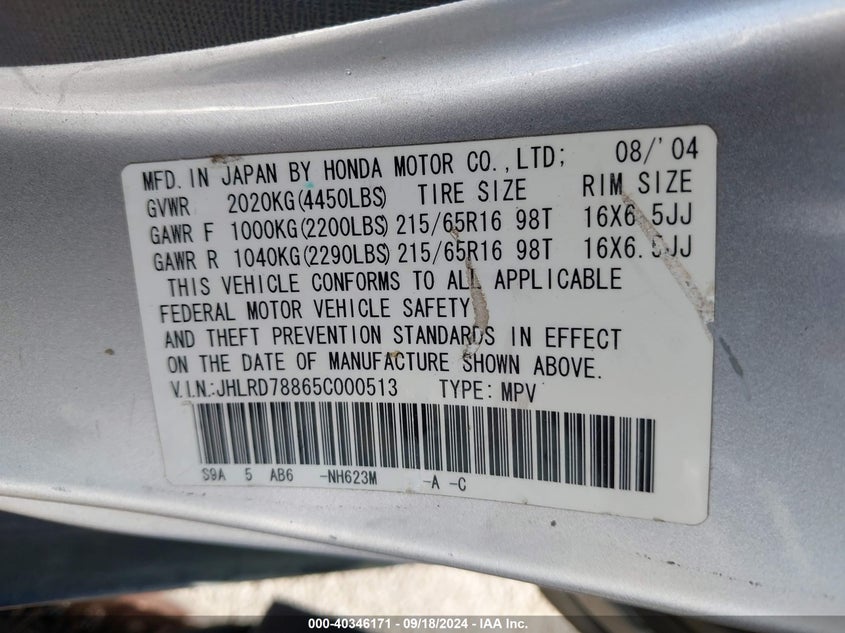 MFD. IN JAPAN BY HONDA MOTOR CO.,LTD; 08/'04
GVWR 2020KG(4450LBS) TIRE SIZE RIM SIZE
GAWR F 1000KG(2200LBS) 215/65R16 98T 16X6.5JJ
GAWR R 1040KG(2290LBS) 215/65R16 98T 16X6.5JJ
THIS VEHICLE CONFORMS TO ALL APPLICABLE
FEDERAL MOTOR VEHICLE SAFETY
AND THEFT PREVENTION STANDARDS IN EFFECT
ON THE DATE OF MANUFACTURE SHOWN ABOVE.
V.I.N.:JHLRD78865C000513 TYPE: MPV
S9A 5 AB6 -NH623M -A -C
000-40346171 - 09/18/2024 - IAA Inc.